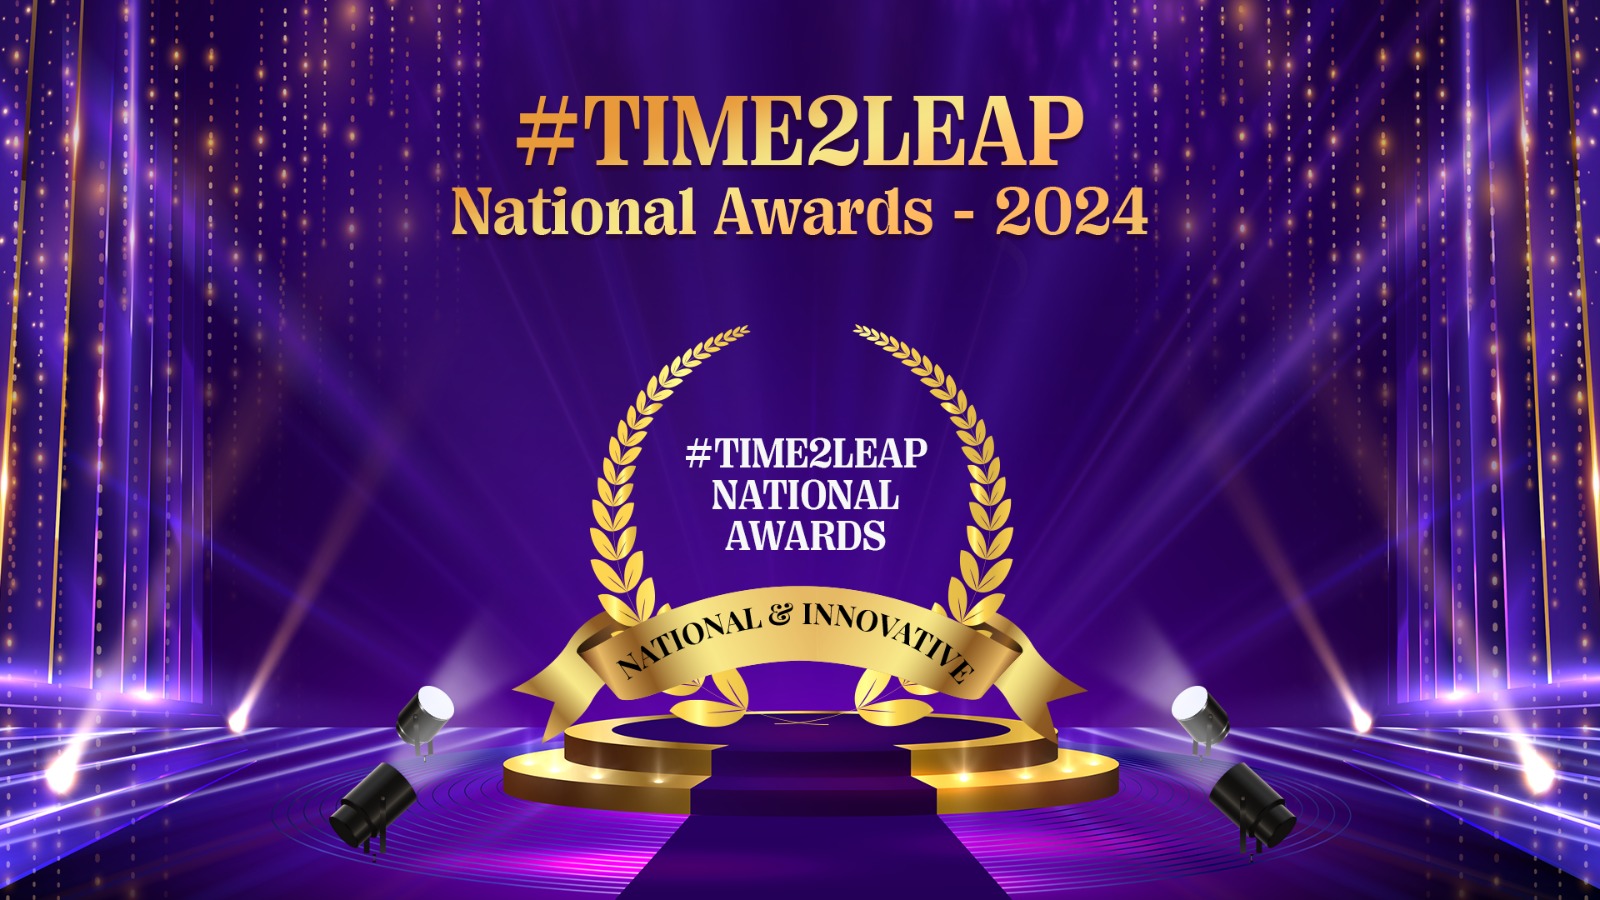 #TIME2LEAP
National Awards - 2024
#TIME2LEAP
NATIONAL
AWARDS
NATIONAL & INNOVATIVE